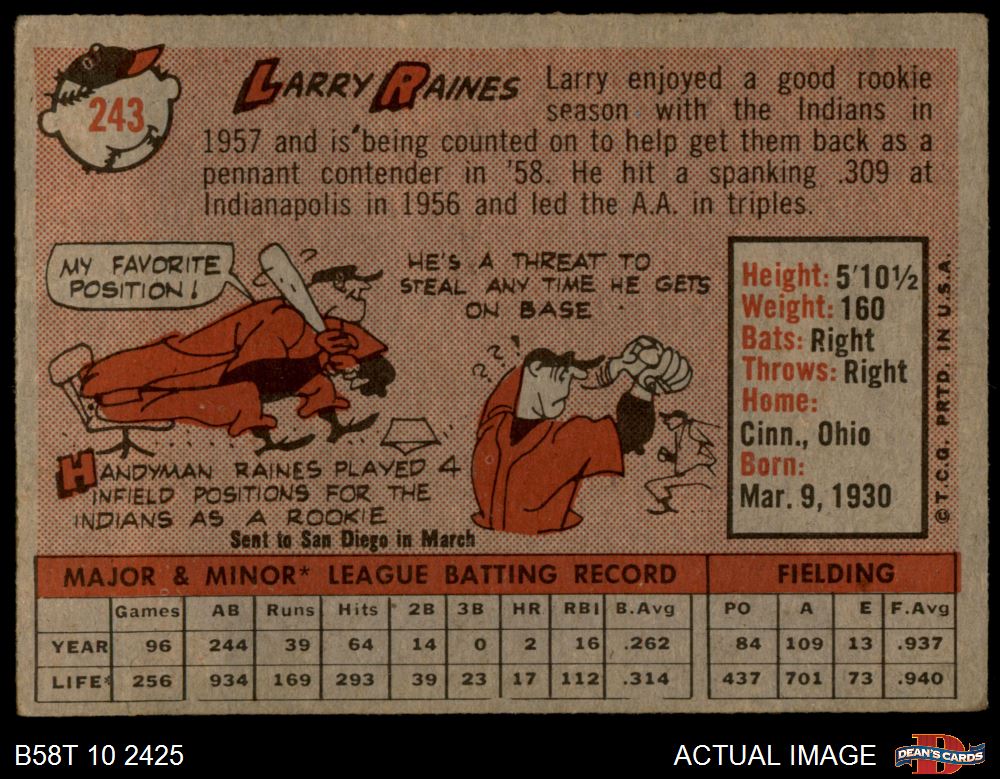 243
LARRY RAINES
Larry enjoyed a good rookie
season with the Indians in
1957 and is being counted on to help get them back as a
pennant contender in '58. He hit a spanking .309 at
Indianapolis in 1956 and led the A.A. in triples.
MY FAVORITE
POSITION!
HE'S A THREAT TO
STEAL ANY TIME HE GETS
ON BASE
?
? ?
HANDYMAN RAINES PLAYED 4
INFIELD POSITIONS FOR THE
INDIANS AS A ROOKIE
Sent to San Diego in March
Height: 5'10½
Weight: 160
Bats: Right
Throws: Right
Home:
Cinn., Ohio
Born:
Mar. 9, 1930
© T.C.G. PRTD. IN U.S.A.
MAJOR & MINOR* LEAGUE BATTING RECORD FIELDING
Games AB Runs Hits 2B 3B HR RBI B.Avg PO A E F.Avg
YEAR 96 244 39 64 14 0 2 16 .262 84 109 13 .937
LIFE* 256 934 169 293 39 23 17 112 .314 437 701 73 .940
B58T 10 2425
ACTUAL IMAGE
DEAN'S CARDS